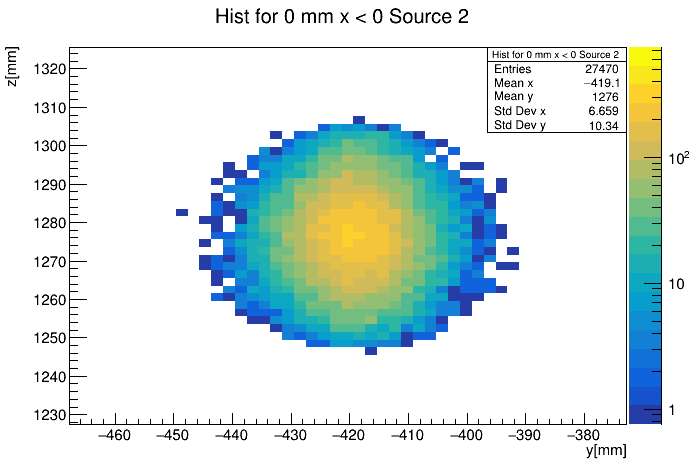 Hist for 0 mm x < 0 Source 2
z[mm]
Hist for 0 mm x < 0 Source 2
Entries 27470
Mean x −419.1
Mean y 1276
Std Dev x 6.659
Std Dev y 10.34
1320
1310
1300
1290
1280
1270
1260
1250
1240
1230
10²
10
1
−460 −450 −440 −430 −420 −410 −400 −390 −380
y[mm]